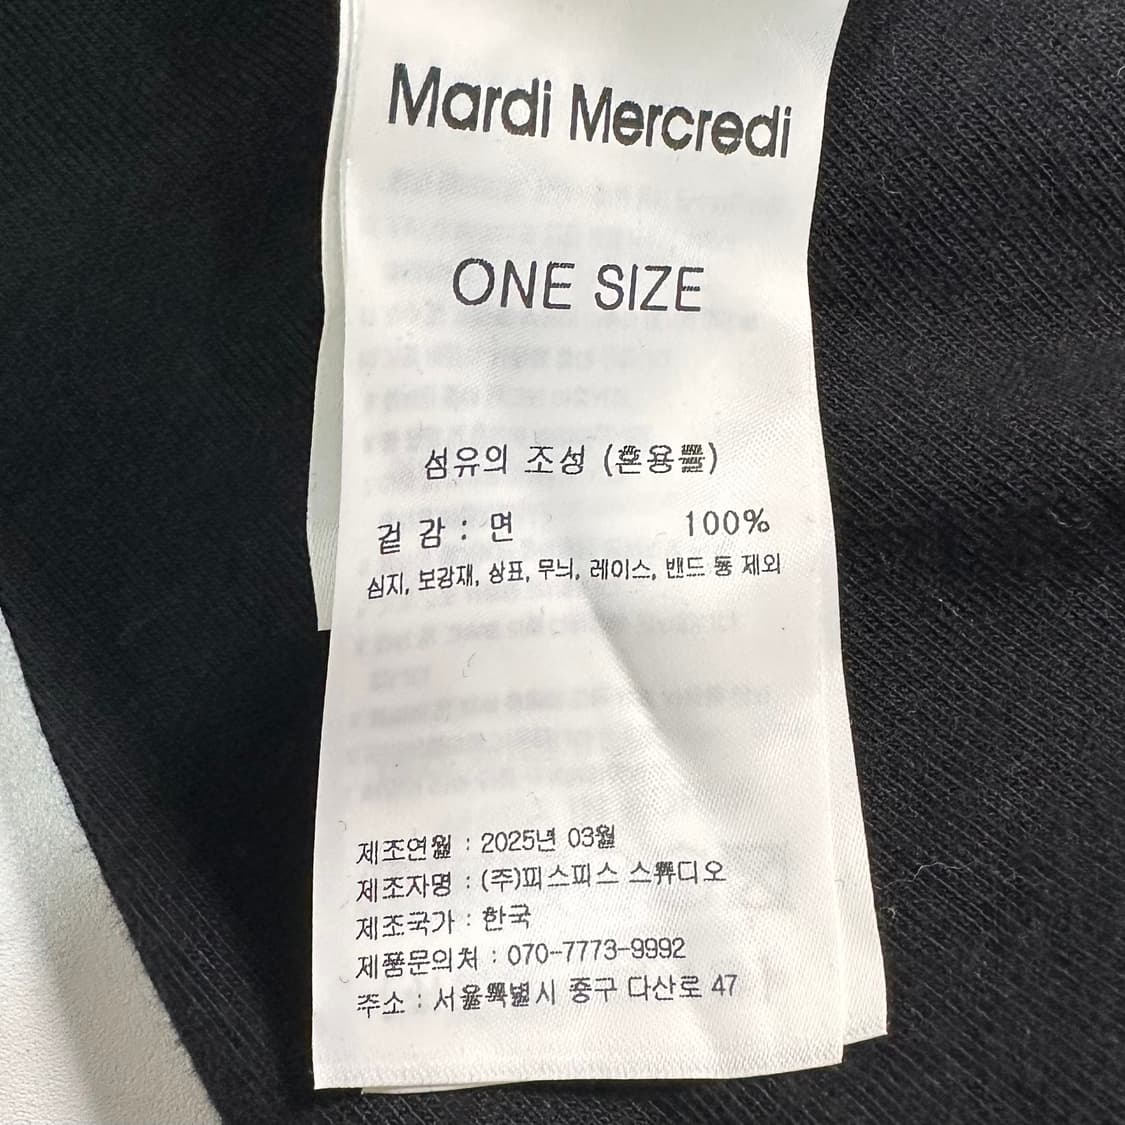 Mardi Mercredi
ONE SIZE
섬유의 조성 (혼용률)
겉 감 : 면 100%
심지, 보강재, 상표, 무늬, 레이스, 밴드 등 제외
제조연월 : 2025년 03월
제조자명 : (주)피스피스 스튜디오
제조국가 : 한국
제품문의처 : 070-7773-9992
주소 : 서울특별시 중구 다산로 47